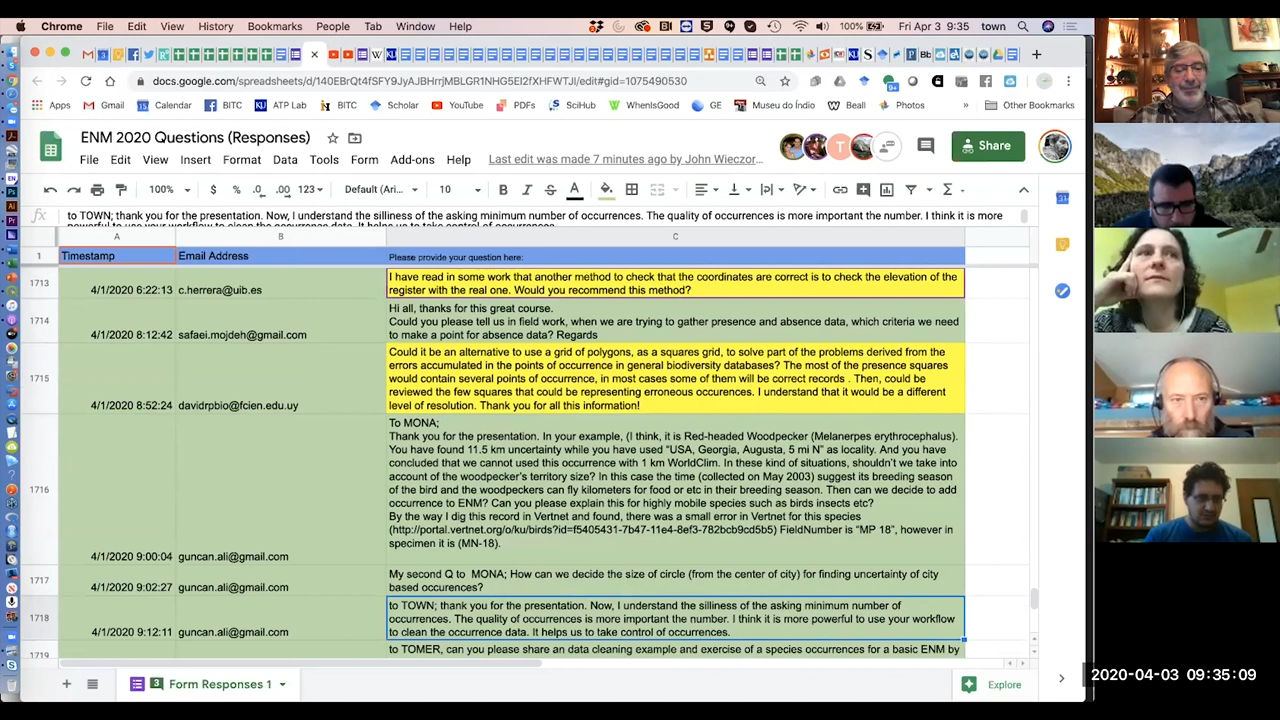 Chrome File Edit View History Bookmarks People Tab Window Help 100% Fri Apr 3 9:35 town
docs.google.com/spreadsheets/d/140EBrQt4fSFY9JyAJBHrrjMBLGR1NHG5EI2fXHFWTJI/edit#gid=1075490530
Apps Gmail Calendar BITC ATP Lab BITC Scholar YouTube PDFs SciHub WhenIsGood GE Museu do Índio Beall Photos » Other Bookmarks
ENM 2020 Questions (Responses)
File Edit View Insert Format Data Tools Form Add-ons Help Last edit was made 7 minutes ago by John Wieczor...
Share
100% $ % .0 .00 123 Default (Ari... 10 B I S A
fx to TOWN; thank you for the presentation. Now, I understand the silliness of the asking minimum number of occurrences. The quality of occurrences is more important the number. I think it is more
powerful to use your workflow to clean the occurrence data. It helps us to take control of occurrences.
A B C
1 Timestamp Email Address Please provide your question here:
I have read in some work that another method to check that the coordinates are correct is to check the elevation of the
1713 4/1/2020 6:22:13 c.herrera@uib.es register with the real one. Would you recommend this method?
Hi all, thanks for this great course.
1714 Could you please tell us in field work, when we are trying to gather presence and absence data, which criteria we need
4/1/2020 8:12:42 safaei.mojdeh@gmail.com to make a point for absence data? Regards
Could it be an alternative to use a grid of polygons, as a squares grid, to solve part of the problems derived from the
errors accumulated in the points of occurrence in general biodiversity databases? The most of the presence squares
1715 would contain several points of occurrence, in most cases some of them will be correct records . Then, could be
reviewed the few squares that could be representing erroneous occurences. I understand that it would be a different
4/1/2020 8:52:24 davidrpbio@fcien.edu.uy level of resolution. Thank you for all this information!
To MONA;
Thank you for the presentation. In your example, (I think, it is Red-headed Woodpecker (Melanerpes erythrocephalus).
You have found 11.5 km uncertainty while you have used "USA, Georgia, Augusta, 5 mi N" as locality. And you have
concluded that we cannot used this occurrence with 1 km WorldClim. In these kind of situations, shouldn't we take into
account of the woodpecker's territory size? In this case the time (collected on May 2003) suggest its breeding season
1716 of the bird and the woodpeckers can fly kilometers for food or etc in their breeding season. Then can we decide to add
occurrence to ENM? Can you please explain this for highly mobile species such as birds insects etc?
By the way I dig this record in Vertnet and found, there was a small error in Vertnet for this species
(http://portal.vertnet.org/o/ku/birds?id=f5405431-7b47-11e4-8ef3-782bcb9cd5b5) FieldNumber is "MP 18", however in
specimen it is (MN-18).
4/1/2020 9:00:04 guncan.ali@gmail.com
1717 My second Q to MONA; How can we decide the size of circle (from the center of city) for finding uncertainty of city
4/1/2020 9:02:27 guncan.ali@gmail.com based occurences?
to TOWN; thank you for the presentation. Now, I understand the silliness of the asking minimum number of
1718 occurrences. The quality of occurrences is more important the number. I think it is more powerful to use your workflow
4/1/2020 9:12:11 guncan.ali@gmail.com to clean the occurrence data. It helps us to take control of occurrences.
1719 to TOMER, can you please share an data cleaning example and exercise of a species occurrences for a basic ENM by
3 Form Responses 1 Explore
2020-04-03 09:35:09